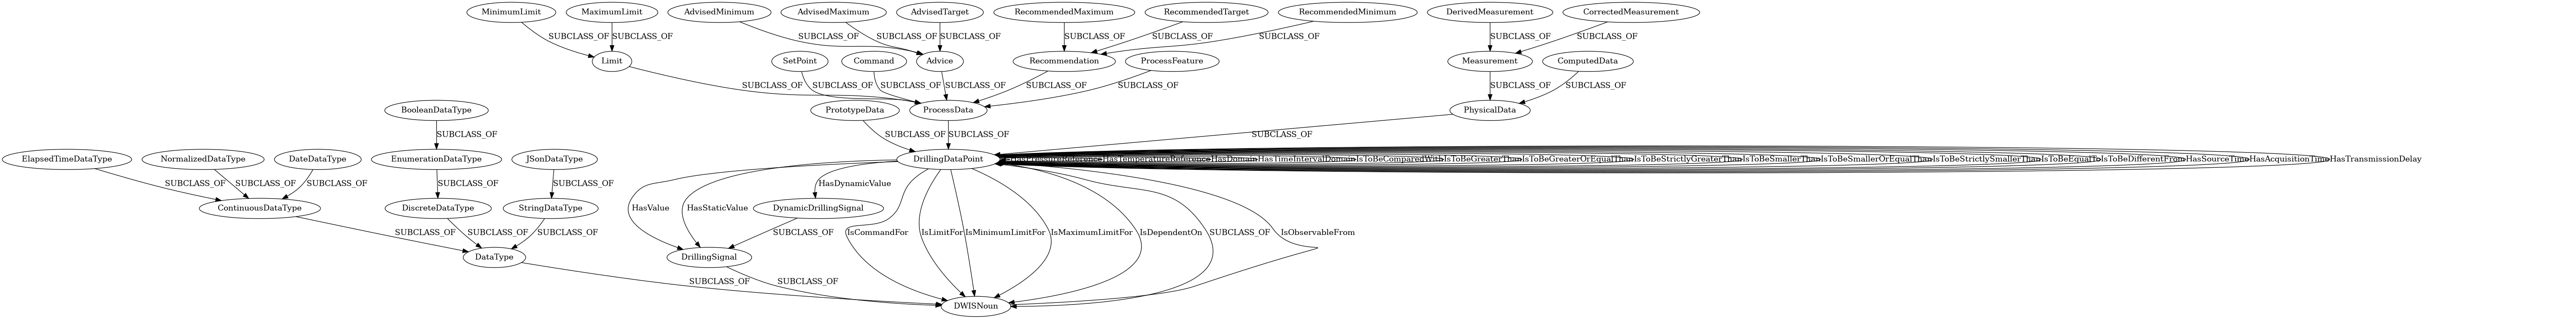 MinimumLimit
MaximumLimit
AdvisedMinimum
AdvisedMaximum
AdvisedTarget
RecommendedMaximum
RecommendedTarget
RecommendedMinimum
DerivedMeasurement
CorrectedMeasurement
SUBCLASS_OF
SUBCLASS_OF
SUBCLASS_OF
SUBCLASS_OF
SUBCLASS_OF
SUBCLASS_OF
SUBCLASS_OF
SUBCLASS_OF
SUBCLASS_OF
SUBCLASS_OF
Limit
SetPoint
Command
Advice
Recommendation
ProcessFeature
Measurement
ComputedData
SUBCLASS_OF
SUBCLASS_OF
SUBCLASS_OF
SUBCLASS_OF
SUBCLASS_OF
SUBCLASS_OF
SUBCLASS_OF
SUBCLASS_OF
BooleanDataType
PrototypeData
ProcessData
PhysicalData
SUBCLASS_OF
SUBCLASS_OF
SUBCLASS_OF
SUBCLASS_OF
ElapsedTimeDataType
NormalizedDataType
DateDataType
EnumerationDataType
JSonDataType
DrillingDataPoint
HasPressureReference
HasTemperatureReference
HasDomain
HasTimeIntervalDomain
IsToBeComparedWith
IsToBeGreaterThan
IsToBeGreaterOrEqualThan
IsToBeStrictlyGreaterThan
IsToBeSmallerThan
IsToBeSmallerOrEqualThan
IsToBeStrictlySmallerThan
IsToBeEqualTo
IsToBeDifferentFrom
HasSourceTime
HasAcquisitionTime
HasTransmissionDelay
SUBCLASS_OF
SUBCLASS_OF
SUBCLASS_OF
SUBCLASS_OF
SUBCLASS_OF
HasDynamicValue
ContinuousDataType
DiscreteDataType
StringDataType
HasValue
HasStaticValue
DynamicDrillingSignal
SUBCLASS_OF
SUBCLASS_OF
SUBCLASS_OF
SUBCLASS_OF
IsCommandFor
IsLimitFor
IsMinimumLimitFor
IsMaximumLimitFor
IsDependentOn
SUBCLASS_OF
IsObservableFrom
DataType
DrillingSignal
SUBCLASS_OF
SUBCLASS_OF
DWISNoun